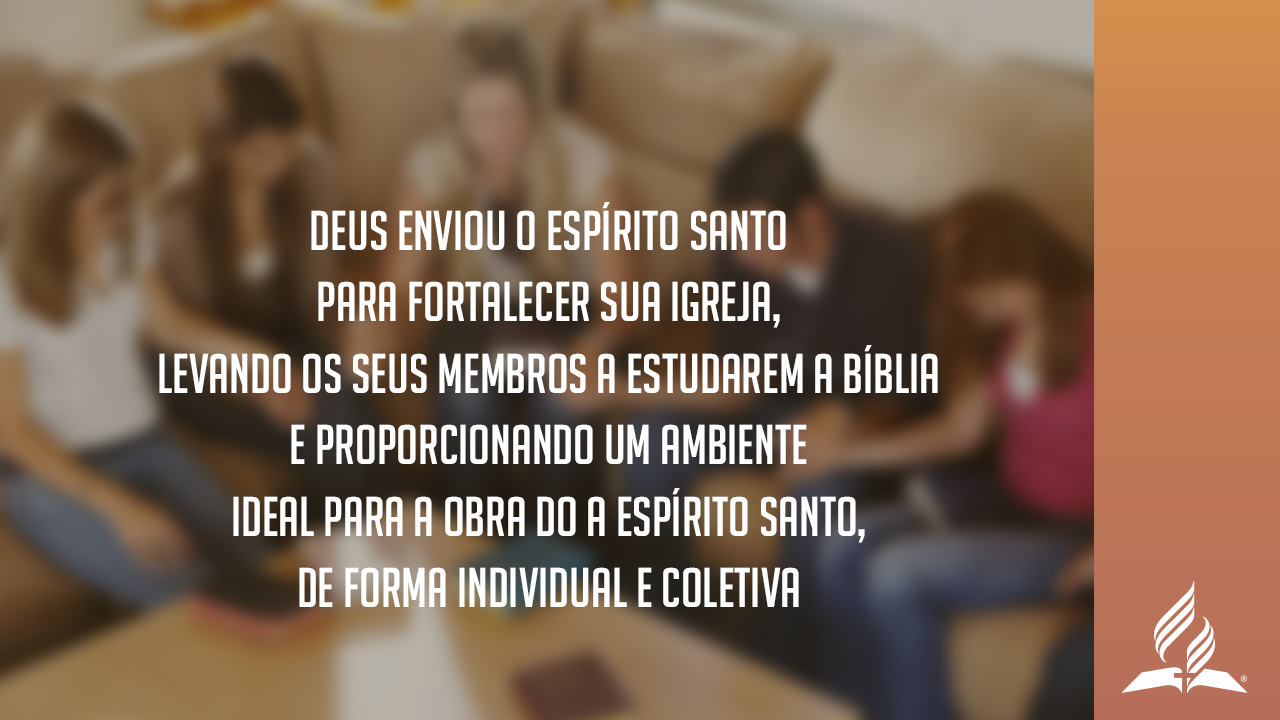 DEUS ENVIOU O ESPÍRITO SANTO
PARA FORTALECER SUA IGREJA,
LEVANDO OS SEUS MEMBROS A ESTUDAREM A BÍBLIA
E PROPORCIONANDO UM AMBIENTE
IDEAL PARA A OBRA DO A ESPÍRITO SANTO,
DE FORMA INDIVIDUAL E COLETIVA
®